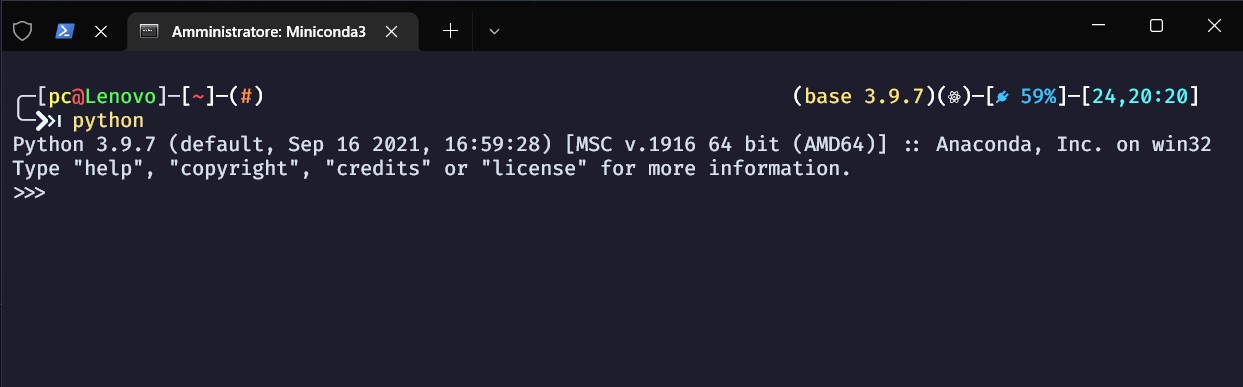 Amministratore: Miniconda3
┌─[pc@Lenovo]─[~]─(#)
(base 3.9.7)(⚛)─[ 59%]─[24,20:20]
python
Python 3.9.7 (default, Sep 16 2021, 16:59:28) [MSC v.1916 64 bit (AMD64)] :: Anaconda, Inc. on win32
Type "help", "copyright", "credits" or "license" for more information.
>>>